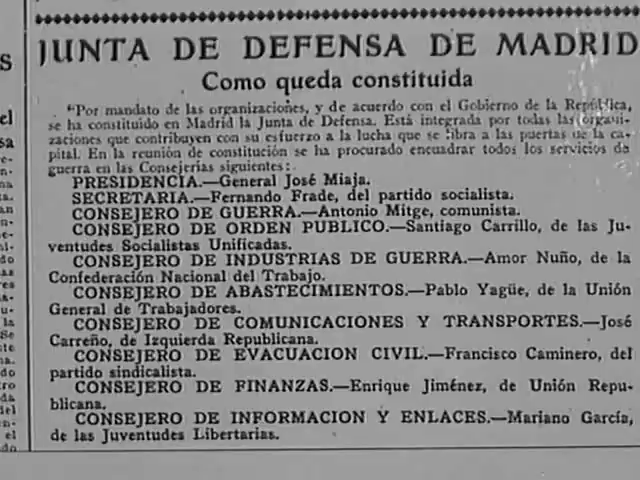 JUNTA DE DEFENSA DE MADRID
Como queda constituida
"Por mandato de las organizaciones, y de acuerdo con el Gobierno de la República,
se ha constituido en Madrid la Junta de Defensa. Está integrada por todas las organi-
zaciones que contribuyen con su esfuerzo a la lucha que se libra a las puertas de la ca-
pital. En la reunión de constitución se ha procurado encuadrar todos los servicios de
guerra en las Consejerías siguientes:
PRESIDENCIA.—General José Miaja.
SECRETARIA.—Fernando Frade, del partido socialista.
CONSEJERO DE GUERRA.—Antonio Mitge, comunista.
CONSEJERO DE ORDEN PUBLICO.—Santiago Carrillo, de las Ju-
ventudes Socialistas Unificadas.
CONSEJERO DE INDUSTRIAS DE GUERRA.—Amor Nuño, de la
Confederación Nacional del Trabajo.
CONSEJERO DE ABASTECIMIENTOS.—Pablo Yagüe, de la Unión
General de Trabajadores.
CONSEJERO DE COMUNICACIONES Y TRANSPORTES.—José
Carreño, de Izquierda Republicana.
CONSEJERO DE EVACUACION CIVIL.—Francisco Caminero, del
partido sindicalista.
CONSEJERO DE FINANZAS.—Enrique Jiménez, de Unión Repu-
blicana.
CONSEJERO DE INFORMACION Y ENLACES.—Mariano García,
de las Juventudes Libertarias.